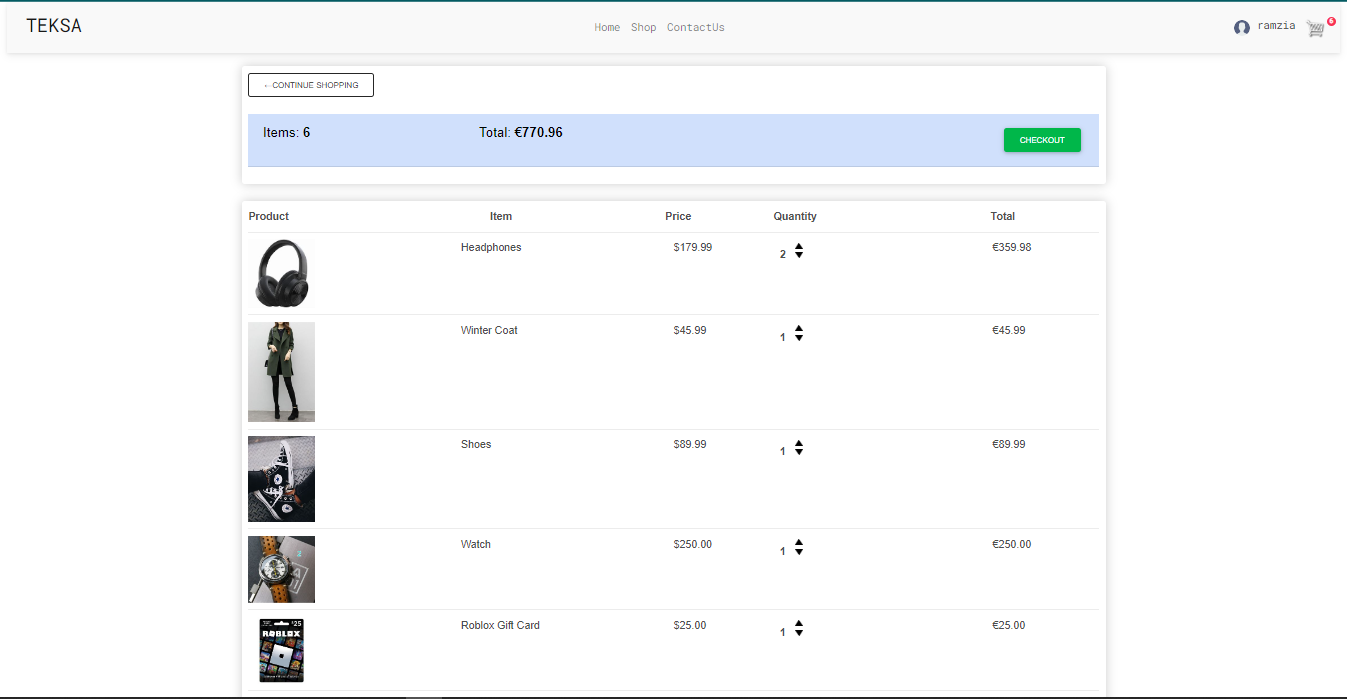 TEKSA
Home Shop ContactUs
ramzia
6
←CONTINUE SHOPPING
Items: 6 Total: €770.96 CHECKOUT
Product Item Price Quantity Total
Headphones $179.99 2 €359.98
Winter Coat $45.99 1 €45.99
Shoes $89.99 1 €89.99
Watch $250.00 1 €250.00
$25
ROBLOX
Roblox Gift Card $25.00 1 €25.00